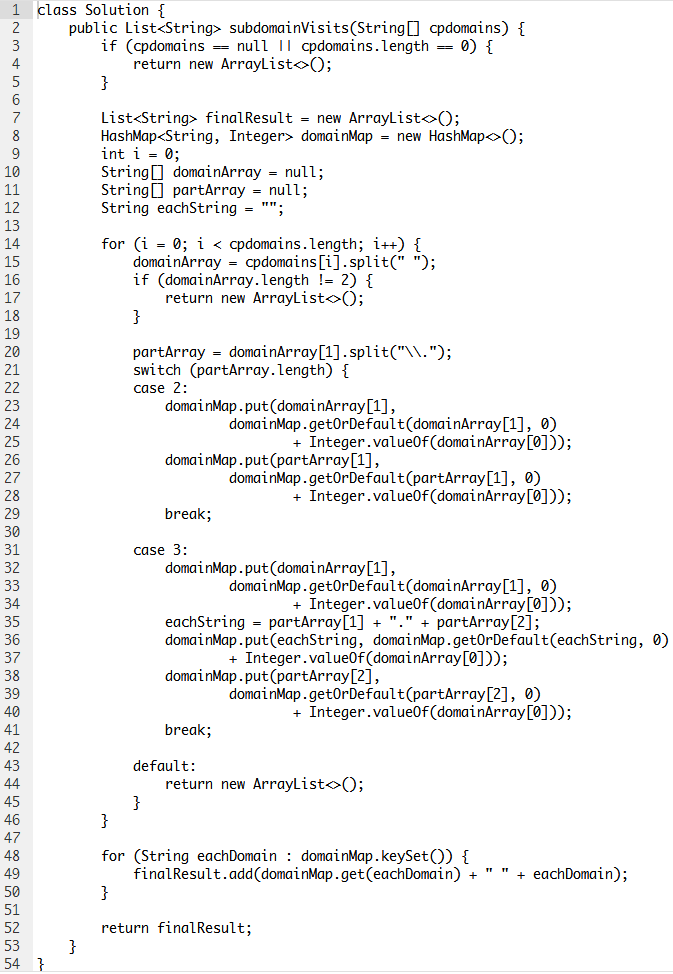 1 class Solution {
2     public List<String> subdomainVisits(String[] cpdomains) {
3         if (cpdomains == null || cpdomains.length == 0) {
4             return new ArrayList<>();
5         }
6
7         List<String> finalResult = new ArrayList<>();
8         HashMap<String, Integer> domainMap = new HashMap<>();
9         int i = 0;
10         String[] domainArray = null;
11         String[] partArray = null;
12         String eachString = "";
13
14         for (i = 0; i < cpdomains.length; i++) {
15             domainArray = cpdomains[i].split(" ");
16             if (domainArray.length != 2) {
17                 return new ArrayList<>();
18             }
19
20             partArray = domainArray[1].split("\\.");
21             switch (partArray.length) {
22             case 2:
23                 domainMap.put(domainArray[1],
24                         domainMap.getOrDefault(domainArray[1], 0)
25                                 + Integer.valueOf(domainArray[0]));
26                 domainMap.put(partArray[1],
27                         domainMap.getOrDefault(partArray[1], 0)
28                                 + Integer.valueOf(domainArray[0]));
29                 break;
30
31             case 3:
32                 domainMap.put(domainArray[1],
33                         domainMap.getOrDefault(domainArray[1], 0)
34                                 + Integer.valueOf(domainArray[0]));
35                 eachString = partArray[1] + "." + partArray[2];
36                 domainMap.put(eachString, domainMap.getOrDefault(eachString, 0)
37                         + Integer.valueOf(domainArray[0]));
38                 domainMap.put(partArray[2],
39                         domainMap.getOrDefault(partArray[2], 0)
40                                 + Integer.valueOf(domainArray[0]));
41                 break;
42
43             default:
44                 return new ArrayList<>();
45             }
46         }
47
48         for (String eachDomain : domainMap.keySet()) {
49             finalResult.add(domainMap.get(eachDomain) + " " + eachDomain);
50         }
51
52         return finalResult;
53     }
54 }